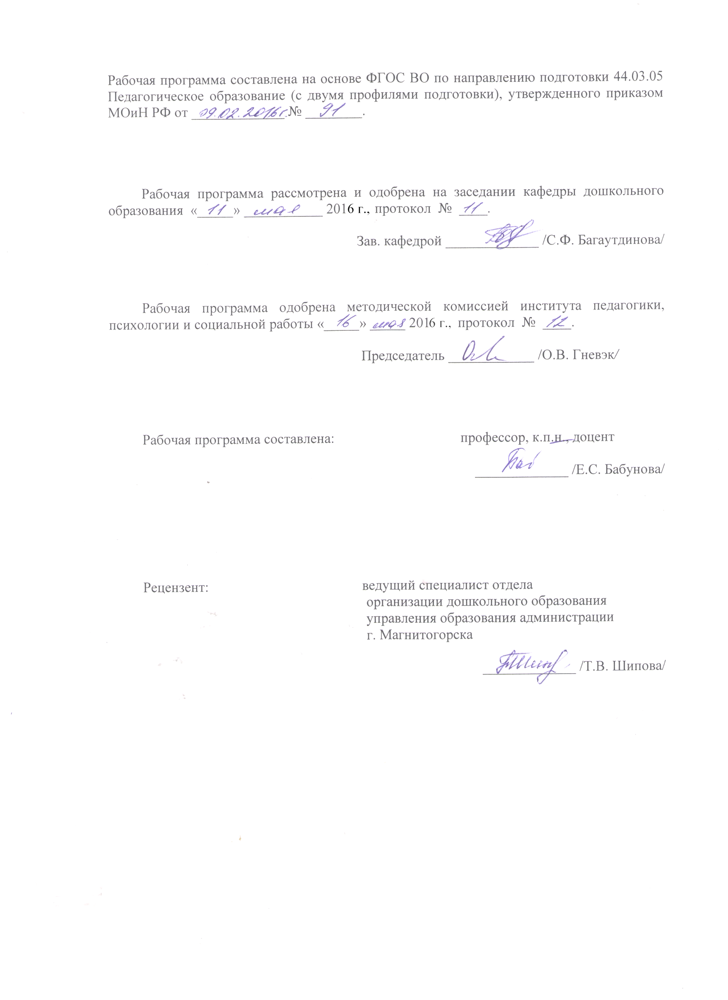 Рабочая программа составлена на основе ФГОС ВО по направлению подготовки 44.03.05
Педагогическое образование (с двумя профилями подготовки), утвержденного приказом
МОиН РФ от 09.02.2016г. № 91.
Рабочая программа рассмотрена и одобрена на заседании кафедры дошкольного
образования «11» мая 2016 г., протокол № 11.
Зав. кафедрой /С.Ф. Багаутдинова/
Рабочая программа одобрена методической комиссией института педагогики,
психологии и социальной работы «16» мая 2016 г., протокол № 12.
Председатель /О.В. Гневэк/
Рабочая программа составлена: профессор, к.п.н., доцент
/Е.С. Бабунова/
Рецензент: ведущий специалист отдела
организации дошкольного образования
управления образования администрации
г. Магнитогорска
/Т.В. Шипова/